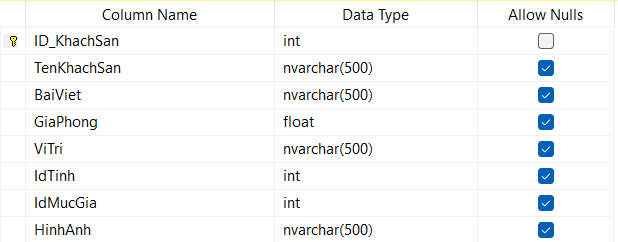 Column Name Data Type Allow Nulls
ID_KhachSan int
TenKhachSan nvarchar(500)
BaiViet nvarchar(500)
GiaPhong float
ViTri nvarchar(500)
IdTinh int
IdMucGia int
HinhAnh nvarchar(500)